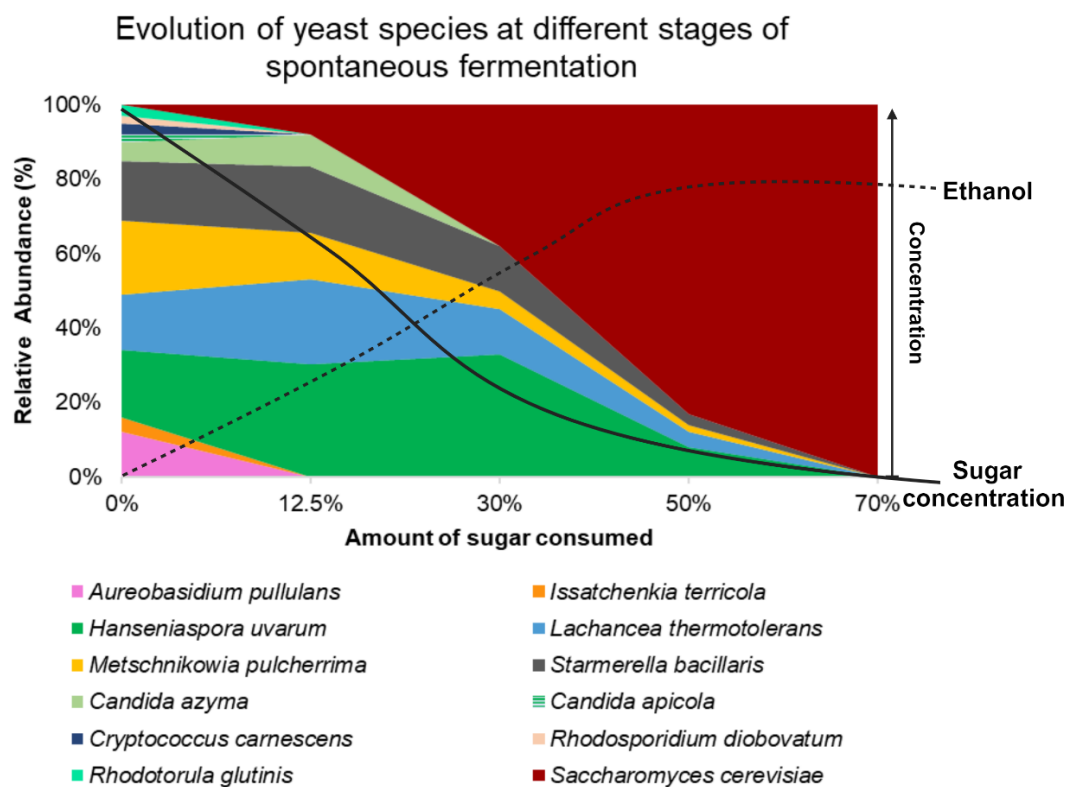 Evolution of yeast species at different stages of
spontaneous fermentation
Relative Abundance (%)
100%
80%
60%
40%
20%
0%
0%
12.5%
30%
50%
70%
Amount of sugar consumed
Ethanol
Concentration
Sugar
concentration
Aureobasidium pullulans
Issatchenkia terricola
Hanseniaspora uvarum
Lachancea thermotolerans
Metschnikowia pulcherrima
Starmerella bacillaris
Candida azyma
Candida apicola
Cryptococcus carnescens
Rhodosporidium diobovatum
Rhodotorula glutinis
Saccharomyces cerevisiae